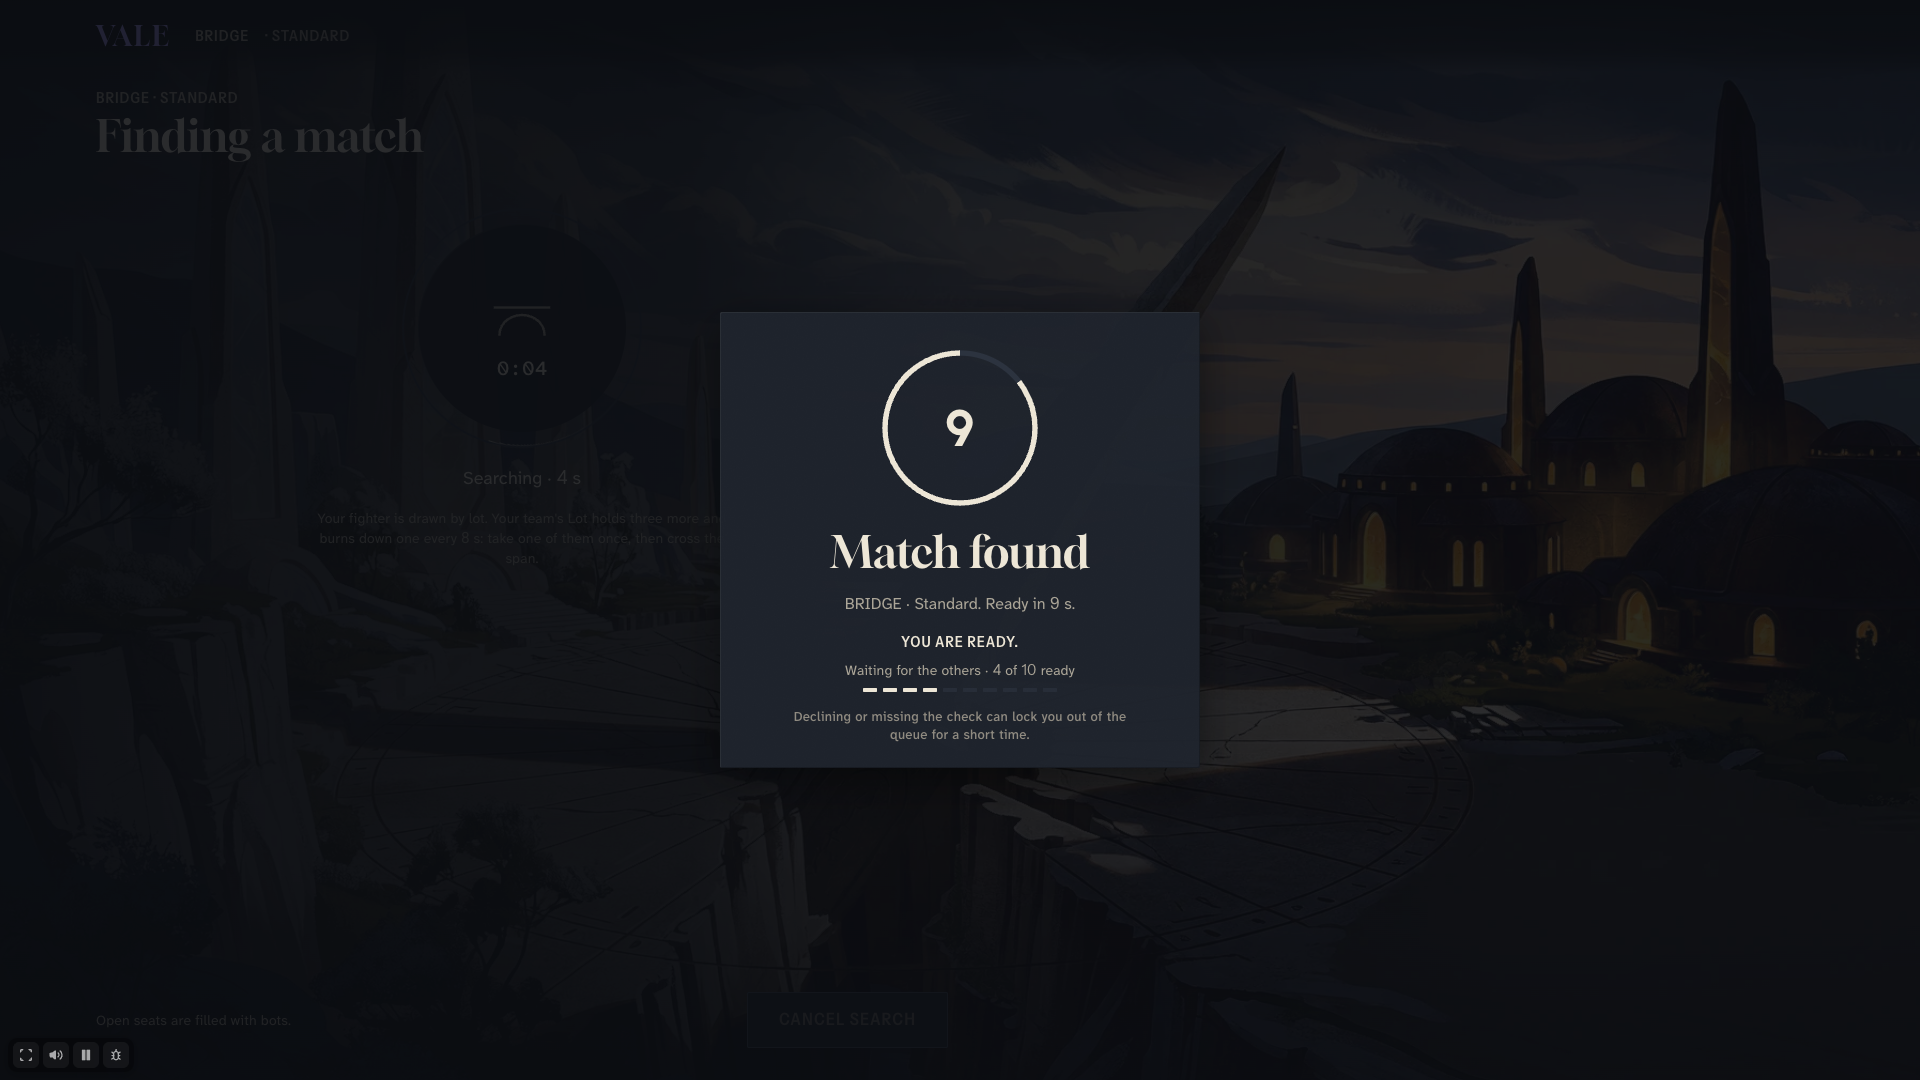 VALE BRIDGE · STANDARD
BRIDGE · STANDARD
Finding a match
0:04
Searching · 4 s
Your fighter is drawn by lot. Your team's Lot holds three more and
burns down one every 8 s: take one of them once, then cross the
span.
9
Match found
BRIDGE · Standard. Ready in 9 s.
YOU ARE READY.
Waiting for the others · 4 of 10 ready
Declining or missing the check can lock you out of the
queue for a short time.
Open seats are filled with bots.
CANCEL SEARCH